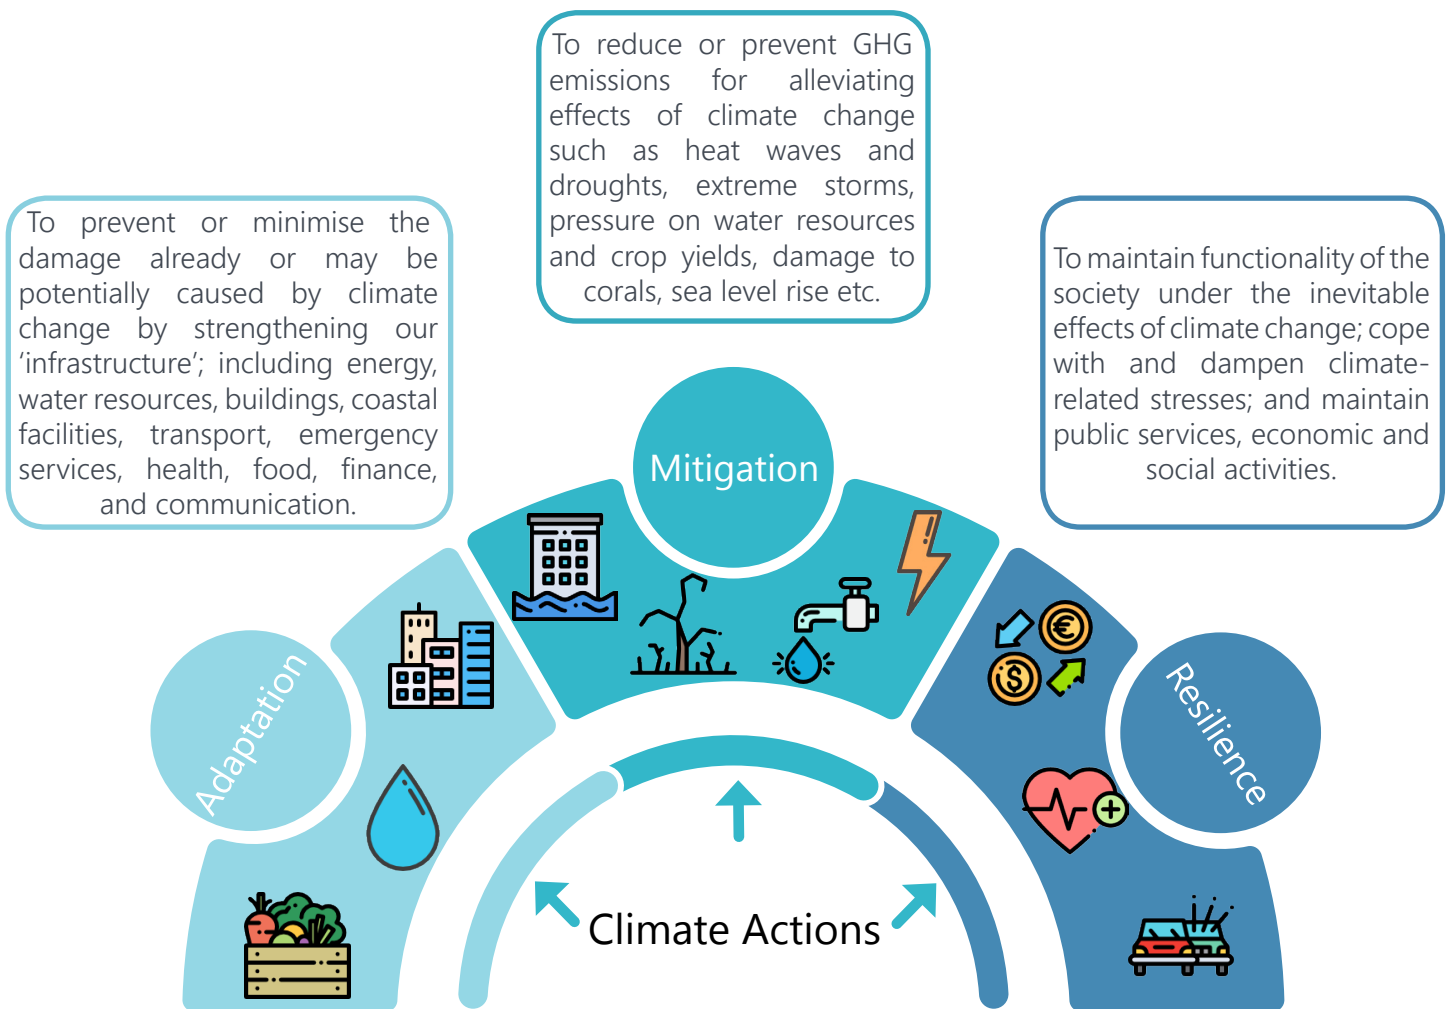 To reduce or prevent GHG
emissions for alleviating
effects of climate change
such as heat waves and
droughts, extreme storms,
pressure on water resources
and crop yields, damage to
corals, sea level rise etc.
To prevent or minimise the
damage already or may be
potentially caused by climate
change by strengthening our
‘infrastructure’; including energy,
water resources, buildings, coastal
facilities, transport, emergency
services, health, food, finance,
and communication.
To maintain functionality of the
society under the inevitable
effects of climate change; cope
with and dampen climate-
related stresses; and maintain
public services, economic and
social activities.
Mitigation
Adaptation
Resilience
Climate Actions